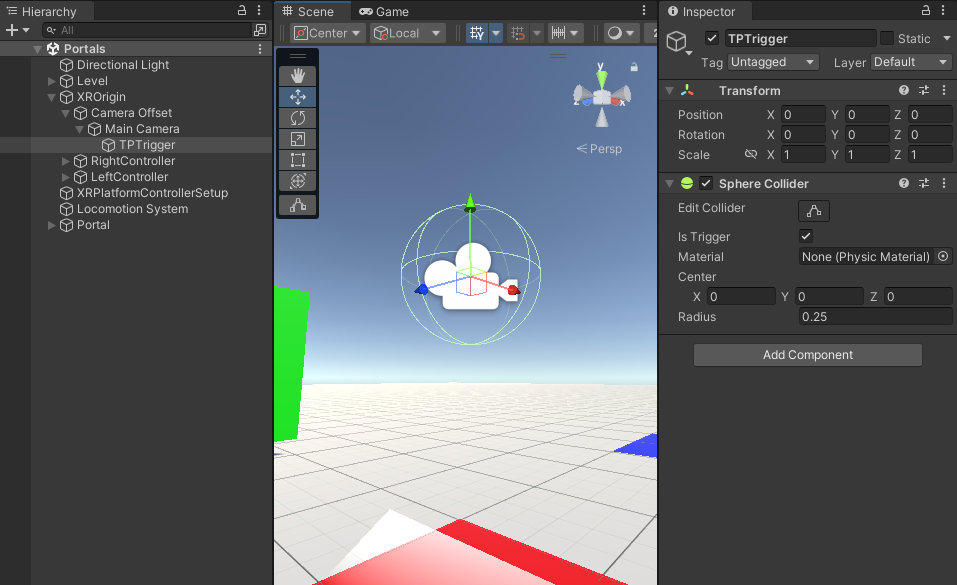 Hierarchy
All
Portals
Directional Light
Level
XROrigin
Camera Offset
Main Camera
TPTrigger
RightController
LeftController
XRPlatformControllerSetup
Locomotion System
Portal
Scene
Game
Center
Local
2
y
z
x
Persp
Inspector
TPTrigger
Static
Tag Untagged Layer Default
Transform
Position X 0 Y 0 Z 0
Rotation X 0 Y 0 Z 0
Scale X 1 Y 1 Z 1
Sphere Collider
Edit Collider
Is Trigger
Material None (Physic Material)
Center
X 0 Y 0 Z 0
Radius 0.25
Add Component